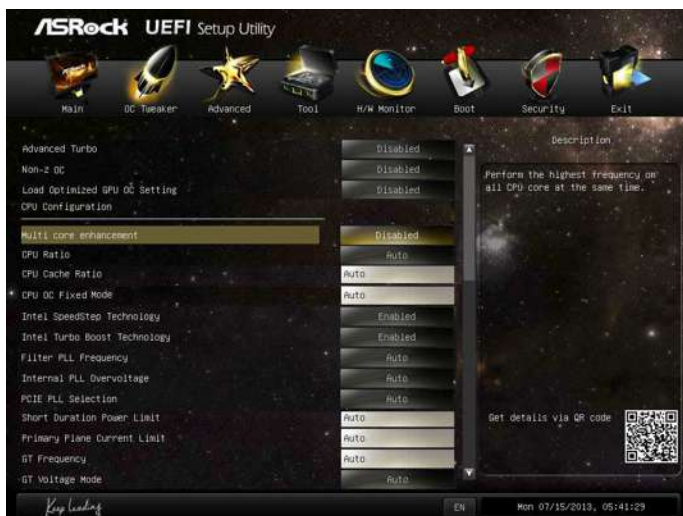 ASRock UEFI Setup Utility
Main OC Tweaker Advanced Tool H/W Monitor Boot Security Exit
Description
Advanced Turbo Disabled
Non-z OC Disabled
Load Optimized GPU OC Setting Disabled
CPU Configuration
Perform the highest frequency on
all CPU core at the same time.
Multi core enhancement Disabled
CPU Ratio Auto
CPU Cache Ratio Auto
CPU OC Fixed Mode Auto
Intel SpeedStep Technology Enabled
Intel Turbo Boost Technology Enabled
Filter PLL Frequency Auto
Internal PLL Overvoltage Auto
PCIE PLL Selection Auto
Short Duration Power Limit Auto
Primary Plane Current Limit Auto
GT Frequency Auto
GT Voltage Mode Auto
Get details via QR code
Keep Leading
EN
Mon 07/15/2013, 05:41:29